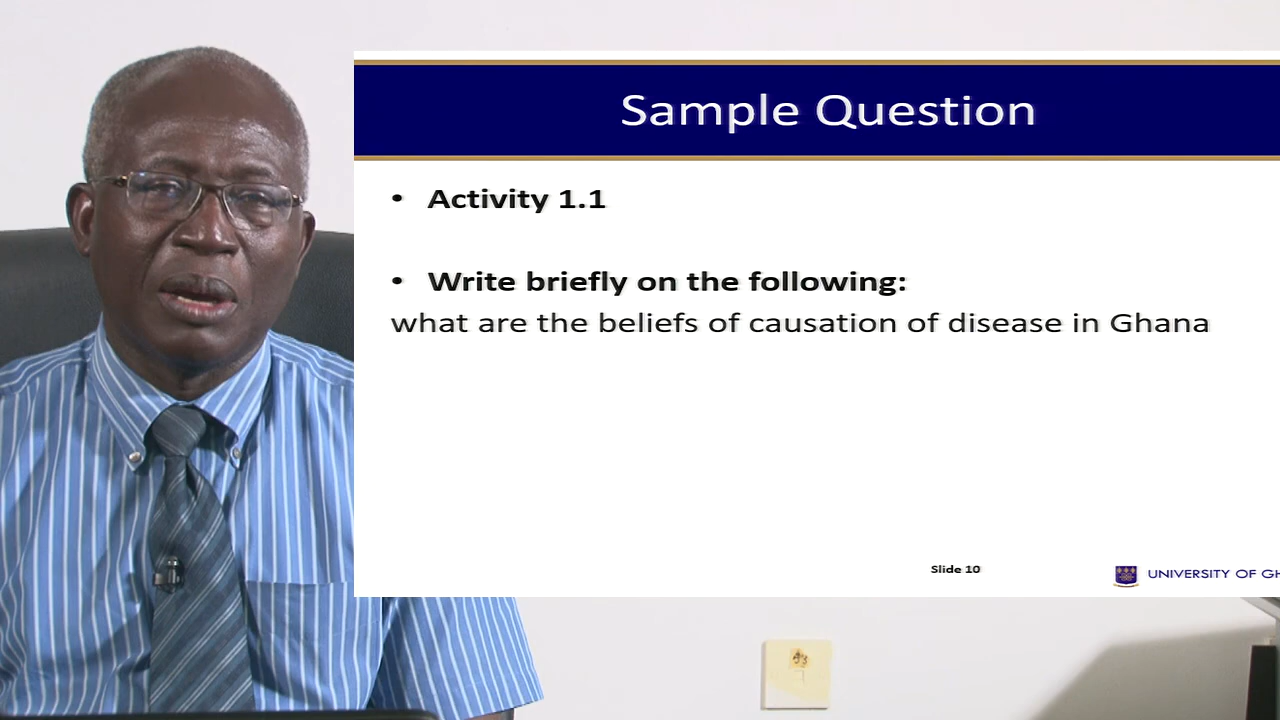 Sample Question
• Activity 1.1
• Write briefly on the following:
what are the beliefs of causation of disease in Ghana
Slide 10
UNIVERSITY OF GH